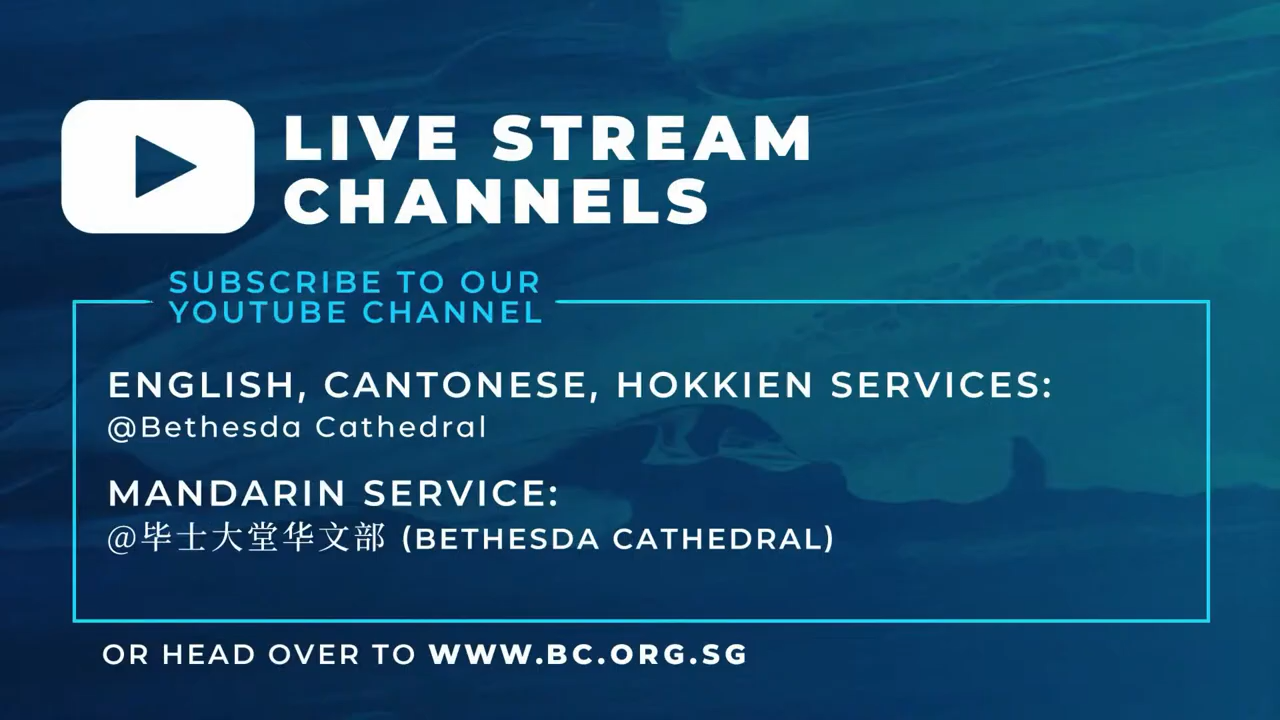 LIVE STREAM
CHANNELS
SUBSCRIBE TO OUR
YOUTUBE CHANNEL
ENGLISH, CANTONESE, HOKKIEN SERVICES:
@Bethesda Cathedral
MANDARIN SERVICE:
@毕士大堂华文部 (BETHESDA CATHEDRAL)
OR HEAD OVER TO WWW.BC.ORG.SG